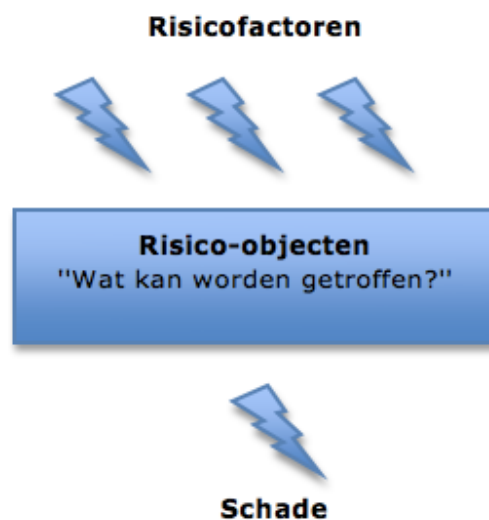 Risicofactoren
Risico-objecten
"Wat kan worden getroffen?"
Schade